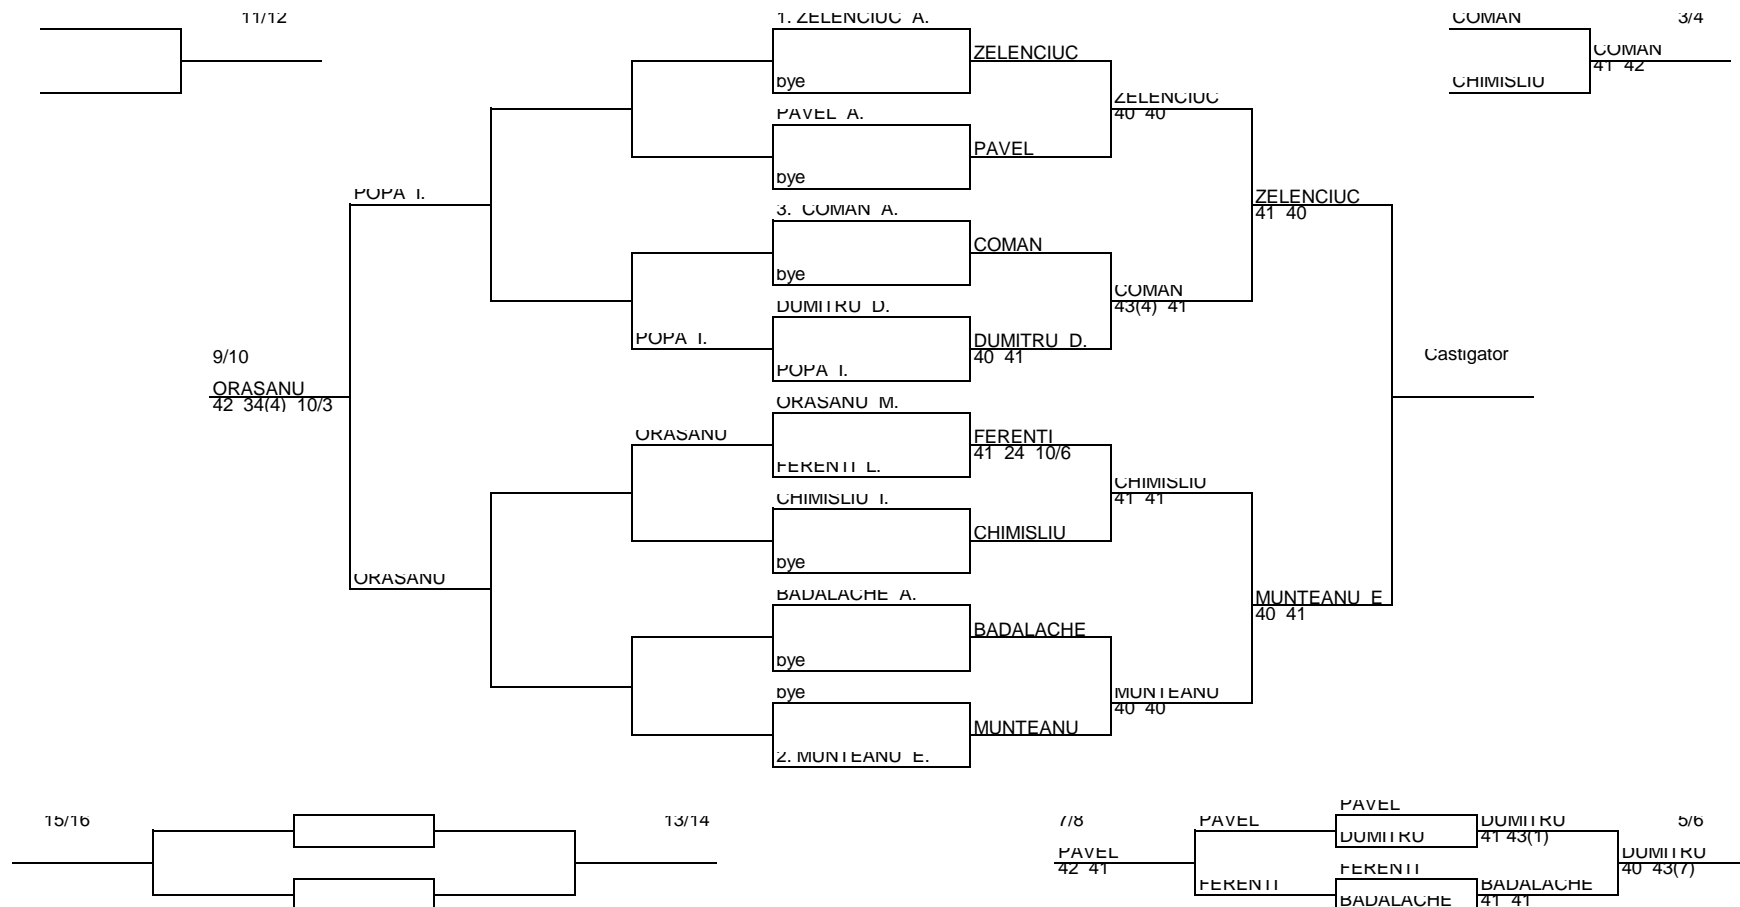 11/12
1. ZELENCIUC A.
COMAN
3/4
ZELENCIUC
COMAN
41 42
bye
CHIMISLIU
ZELENCIUC
40 40
PAVEL A.
PAVEL
bye
POPA I.
ZELENCIUC
41 40
3. COMAN A.
COMAN
bye
COMAN
43(4) 41
DUMITRU D.
POPA I.
DUMITRU D.
40 41
9/10
Castigator
POPA I.
ORASANU
42 34(4) 10/3
ORASANU M.
ORASANU
FERENTI
41 24 10/6
FERENTI L.
CHIMISLIU
41 41
CHIMISLIU I.
CHIMISLIU
bye
ORASANU
BADALACHE A.
MUNTEANU E
40 41
BADALACHE
bye
bye
MUNTEANU
40 40
MUNTEANU
2. MUNTEANU E.
15/16
13/14
7/8
PAVEL
PAVEL
DUMITRU
5/6
DUMITRU
41 43(1)
PAVEL
42 41
DUMITRU
40 43(7)
FERENTI
FERENTI
BADALACHE
BADALACHE
41 41